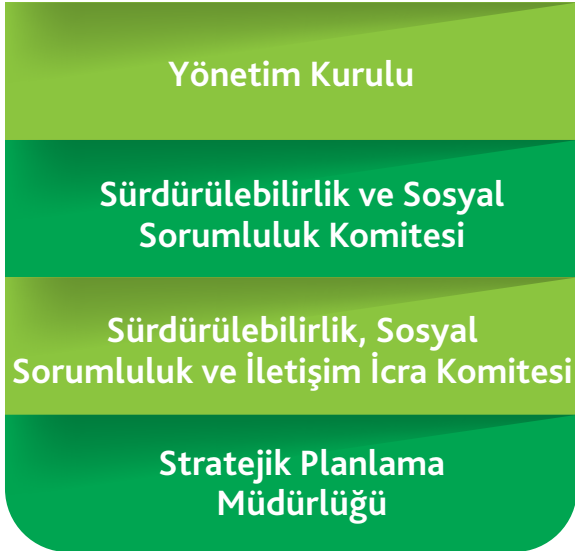 Yönetim Kurulu
Sürdürülebilirlik ve Sosyal
Sorumluluk Komitesi
Sürdürülebilirlik, Sosyal
Sorumluluk ve İletişim İcra Komitesi
Stratejik Planlama
Müdürlüğü